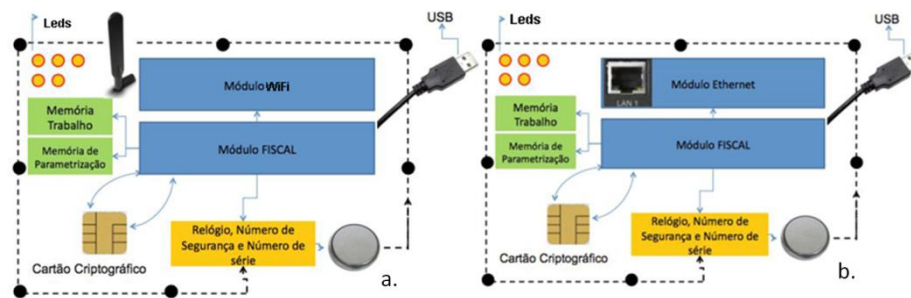 Leds
USB
Módulo WiFi
Memória
Trabalho
Memória de
Parametrização
Módulo FISCAL
Cartão Criptográfico
Relógio, Número de
Segurança e Número de
série
a.
Leds
USB
LAN 1
Módulo Ethernet
Memória
Trabalho
Memória de
Parametrização
Módulo FISCAL
Cartão Criptográfico
Relógio, Número de
Segurança e Número de
série
b.